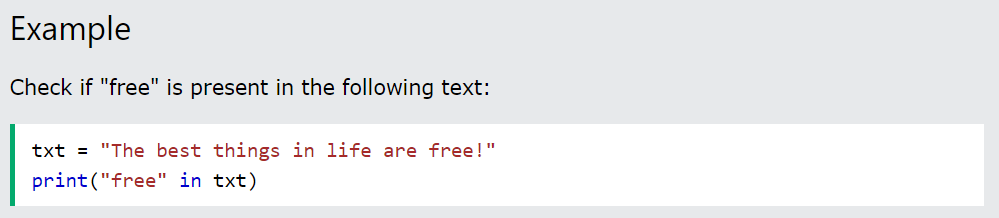 Example
Check if "free" is present in the following text:
txt = "The best things in life are free!"
print("free" in txt)